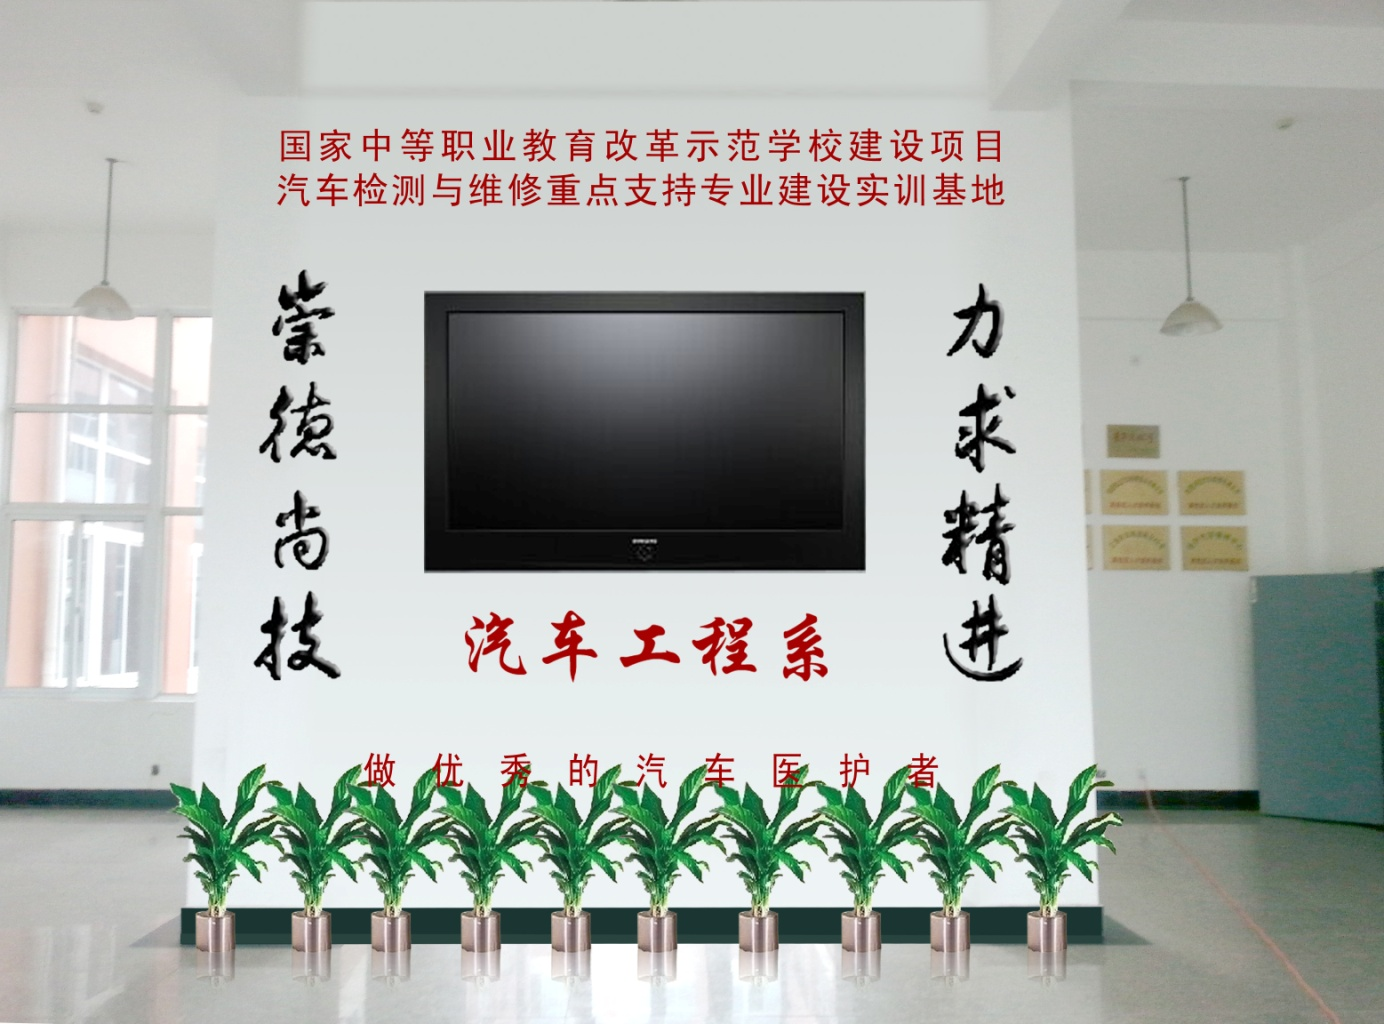 国家中等职业教育改革示范学校建设项目
汽车检测与维修重点支持专业建设实训基地
崇德尚技
力求精进
汽车工程系
做优秀的汽车医护者